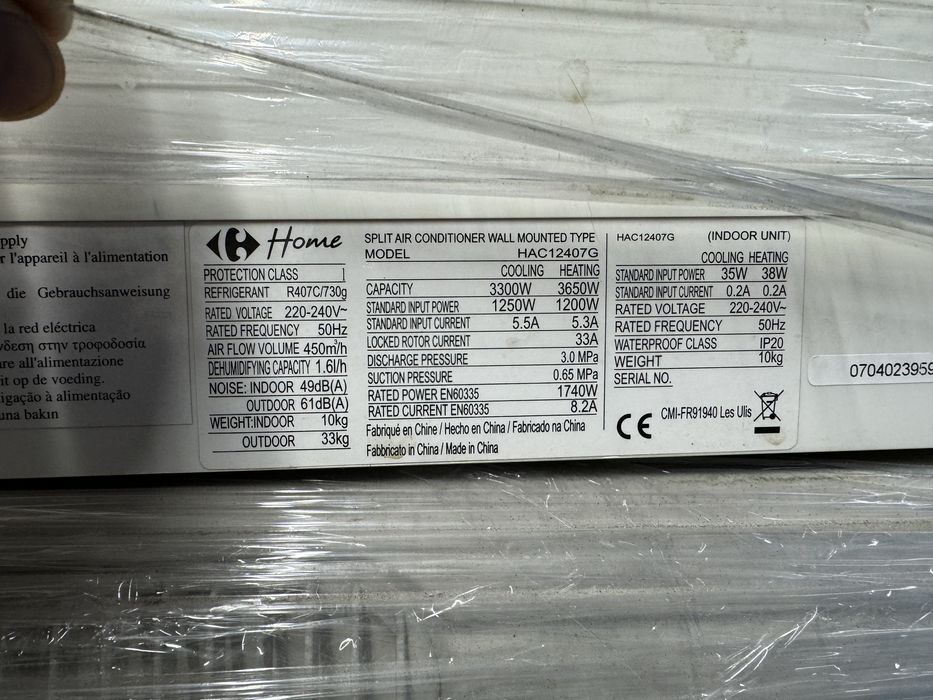 pply
r l'appareil à l'alimentation
die Gebrauchsanweisung
la red eléctrica
νδεση στην τροφοδοσία
are all'alimentazione
it op de voeding.
igação à alimentação
una bakın
Home
PROTECTION CLASS I
REFRIGERANT R407C/730g
RATED VOLTAGE 220-240V~
RATED FREQUENCY 50Hz
AIR FLOW VOLUME 450m³/h
DEHUMIDIFYING CAPACITY 1.6l/h
NOISE: INDOOR 49dB(A)
OUTDOOR 61dB(A)
WEIGHT:INDOOR 10kg
OUTDOOR 33kg
SPLIT AIR CONDITIONER WALL MOUNTED TYPE
MODEL HAC12407G
COOLING HEATING
CAPACITY 3300W 3650W
STANDARD INPUT POWER 1250W 1200W
STANDARD INPUT CURRENT 5.5A 5.3A
LOCKED ROTOR CURRENT 33A
DISCHARGE PRESSURE 3.0 MPa
SUCTION PRESSURE 0.65 MPa
RATED POWER EN60335 1740W
RATED CURRENT EN60335 8.2A
Fabriqué en Chine / Hecho en China / Fabricado na China
Fabbricato in China / Made in China
HAC12407G (INDOOR UNIT)
COOLING HEATING
STANDARD INPUT POWER 35W 38W
STANDARD INPUT CURRENT 0.2A 0.2A
RATED VOLTAGE 220-240V~
RATED FREQUENCY 50Hz
WATERPROOF CLASS IP20
WEIGHT 10kg
SERIAL NO.
CE CMI-FR91940 Les Ulis
0704023959